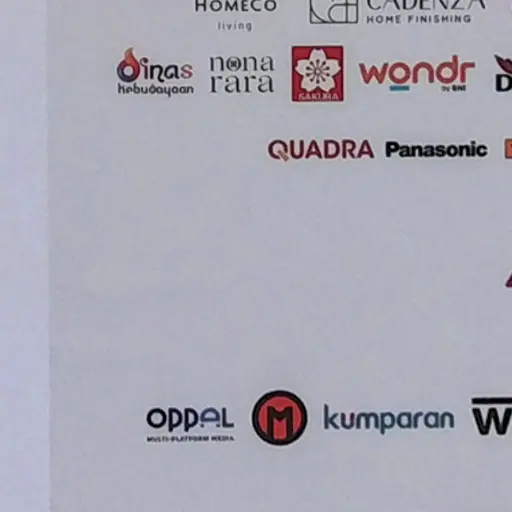 HOMECO
living
CADENZA
HOME FINISHING
dinas
kebudayaan
nona
rara
SAKURA
wondr
by BNI
D
QUADRA Panasonic
OPPAL
MULTI-PLATFORM MEDIA
M
kumparan
W